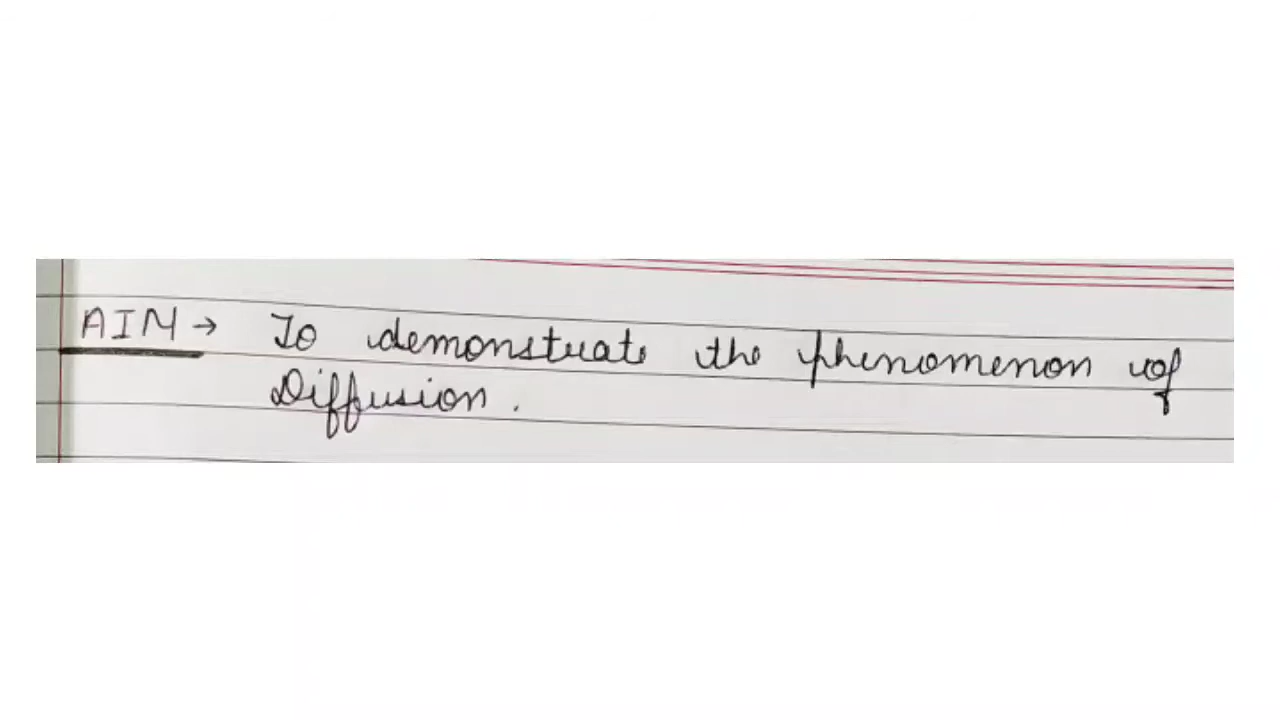 AIM → To demonstrate the phenomenon of
Diffusion.